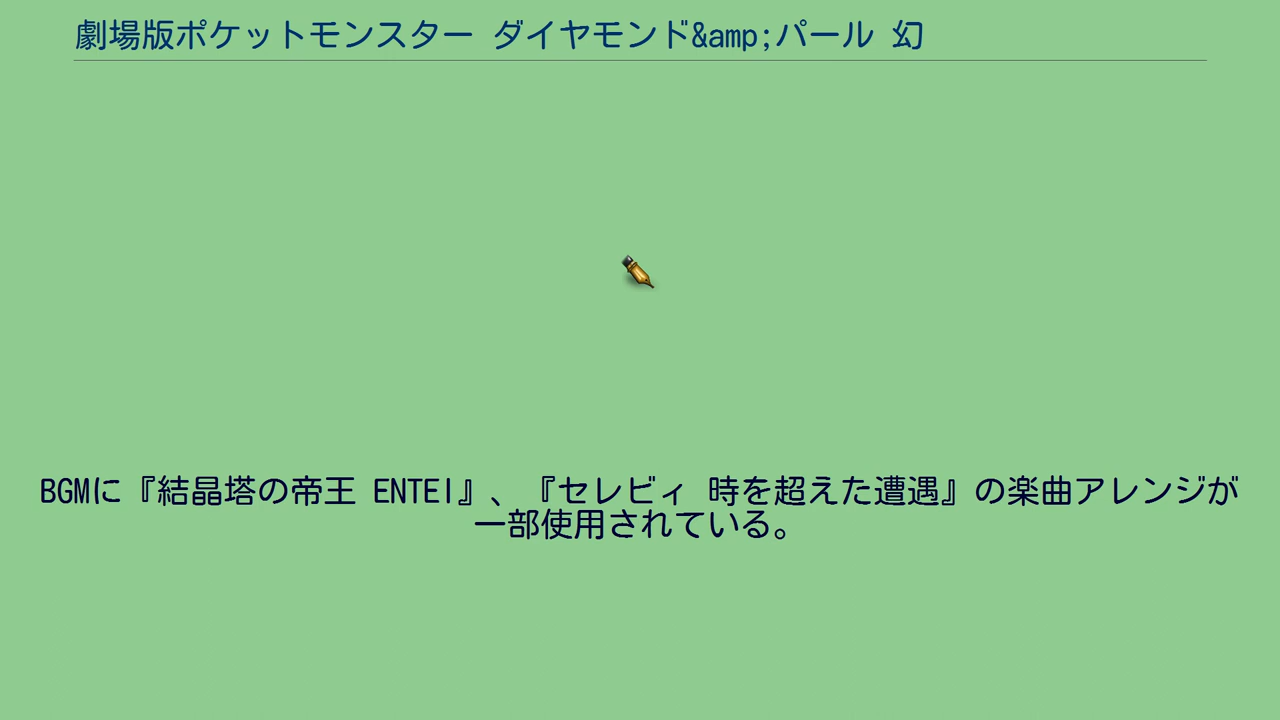 劇場版ポケットモンスター ダイヤモンド&amp;パール 幻
BGMに『結晶塔の帝王 ENTEI』、『セレビィ 時を超えた遭遇』の楽曲アレンジが
一部使用されている。